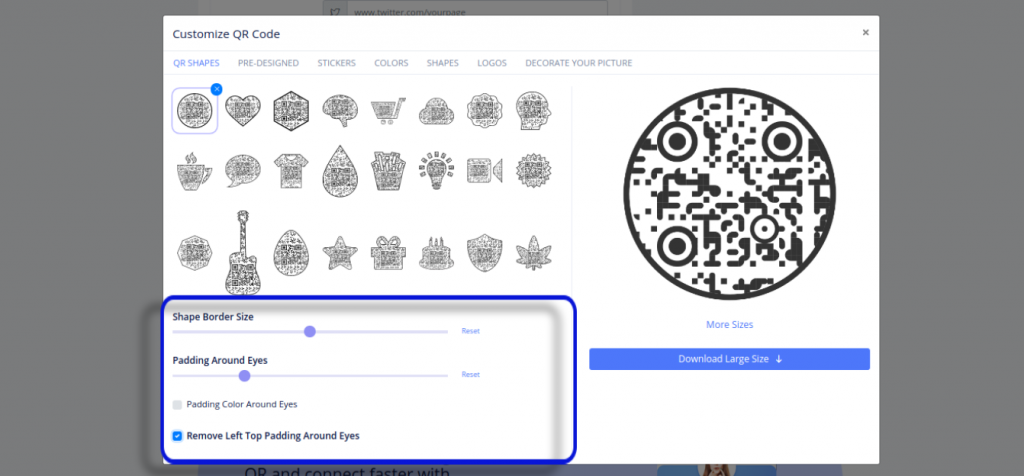 www.twitter.com/yourpage
Customize QR Code
×
QR SHAPES PRE-DESIGNED STICKERS COLORS SHAPES LOGOS DECORATE YOUR PICTURE
Shape Border Size
Reset
Padding Around Eyes
Reset
Padding Color Around Eyes
Remove Left Top Padding Around Eyes
More Sizes
Download Large Size ↓
QR and connect faster with